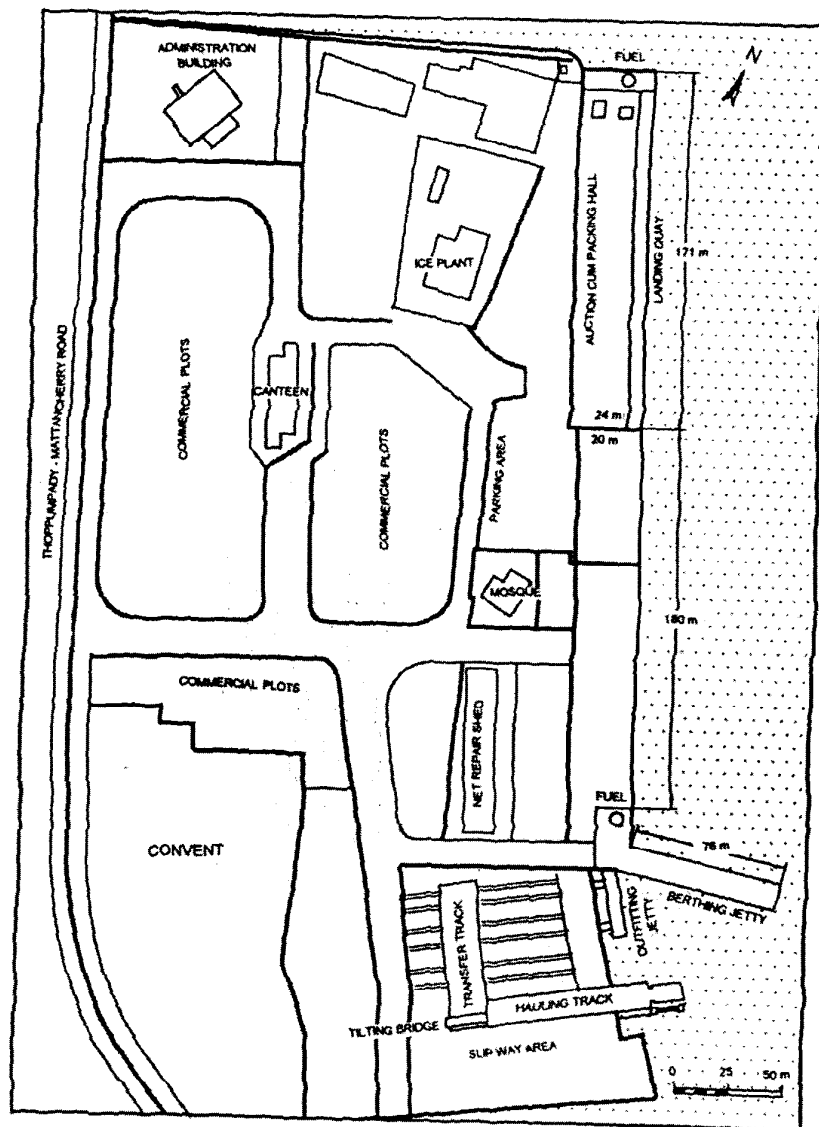 ADMINISTRATION
BUILDING
FUEL
N
ICE PLANT
AUCTION CUM PACKING HALL
LANDING QUAY
171 m
THOPPUMPADY - MATTANCHERRY ROAD
COMMERCIAL PLOTS
CANTEEN
COMMERCIAL PLOTS
PARKING AREA
24 m
20 m
MOSQUE
180 m
COMMERCIAL PLOTS
NET REPAIR SHED
FUEL
CONVENT
76 m
BERTHING JETTY
OUTFITTING
JETTY
TRANSFER TRACK
HAULING TRACK
TILTING BRIDGE
SLIP WAY AREA
0 25 50 m